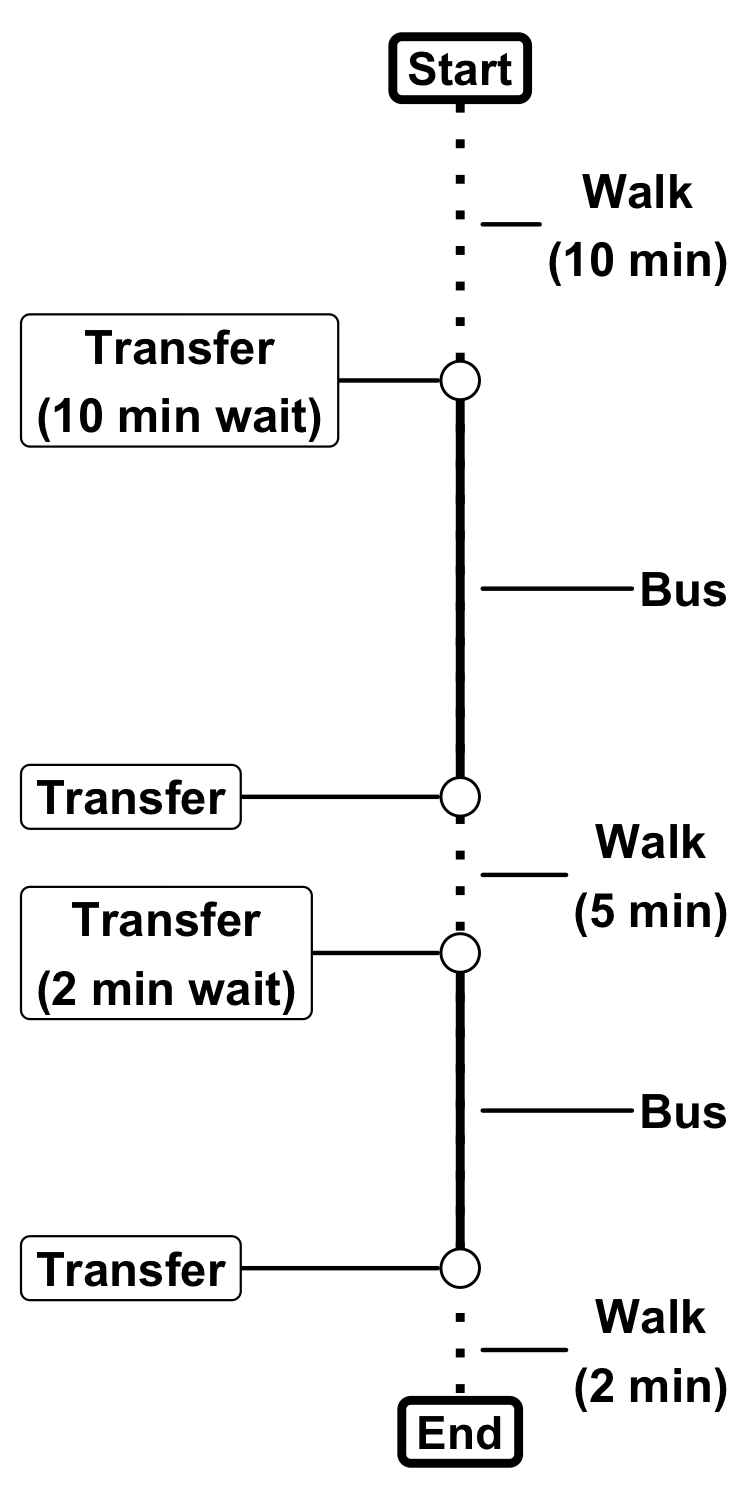 Start
Walk
(10 min)
Transfer
(10 min wait)
Bus
Transfer
Walk
(5 min)
Transfer
(2 min wait)
Bus
Transfer
Walk
(2 min)
End